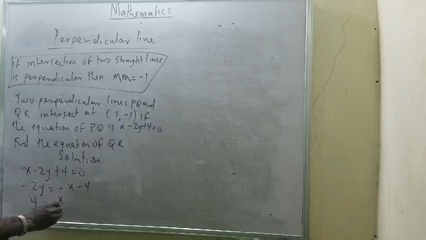 Mathematics
Perpendicular line
If intersection of two straight lines
is perpendicular then m₁m₂=-1
Two perpendicular lines PQ and
QR intersect at (1,-1) If
the equation of PQ is x-2y+4=0
Find the equation of QR
Solution
x-2y+4=0
-2y=-x-4
y